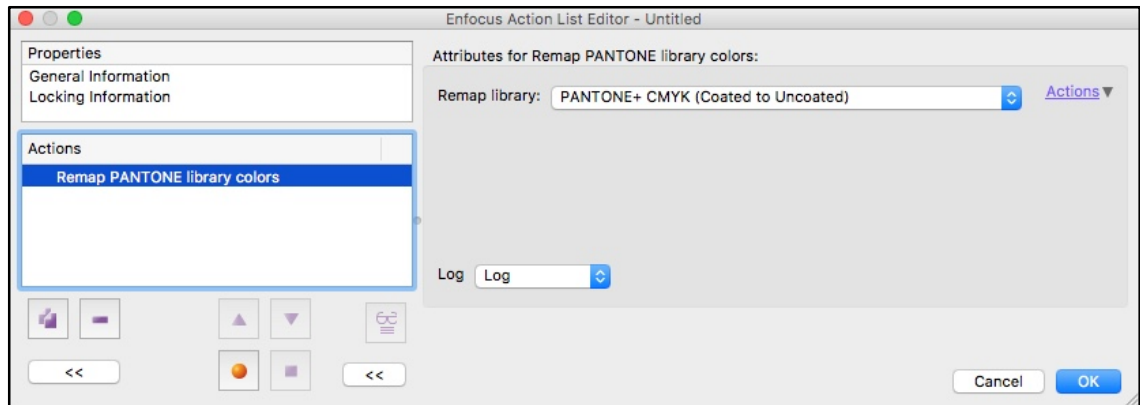 Enfocus Action List Editor - Untitled
Properties
General Information
Locking Information
Actions
Remap PANTONE library colors
<<
<<
Attributes for Remap PANTONE library colors:
Remap library: PANTONE+ CMYK (Coated to Uncoated) Actions▼
Log Log
Cancel OK